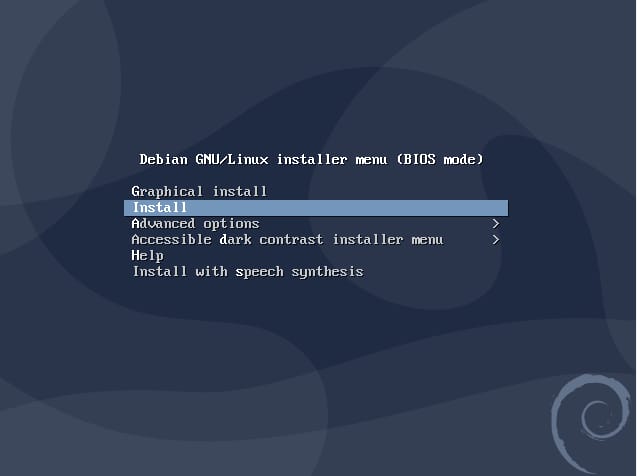 Debian GNU/Linux installer menu (BIOS mode)
Graphical install
Install
Advanced options >
Accessible dark contrast installer menu >
Help
Install with speech synthesis